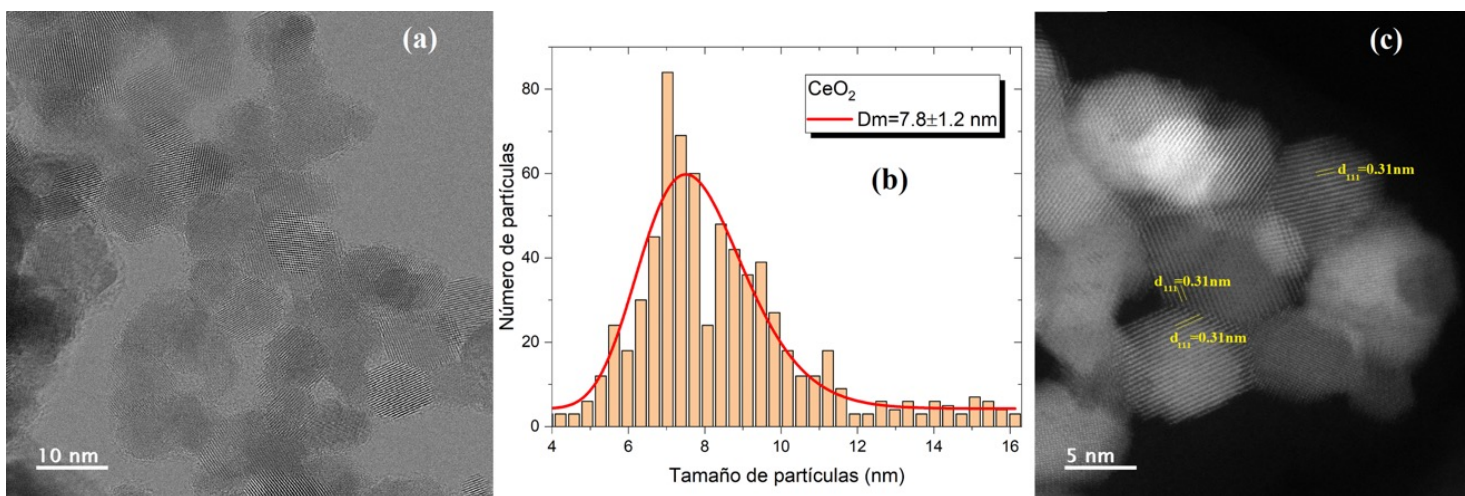 (a)
10 nm
Número de partículas
80
60
40
20
0
CeO₂
Dm=7.8±1.2 nm
(b)
4 6 8 10 12 14 16
Tamaño de partículas (nm)
(c)
d₁₁₁=0.31nm
d₁₁₁=0.31nm
d₁₁₁=0.31nm
5 nm